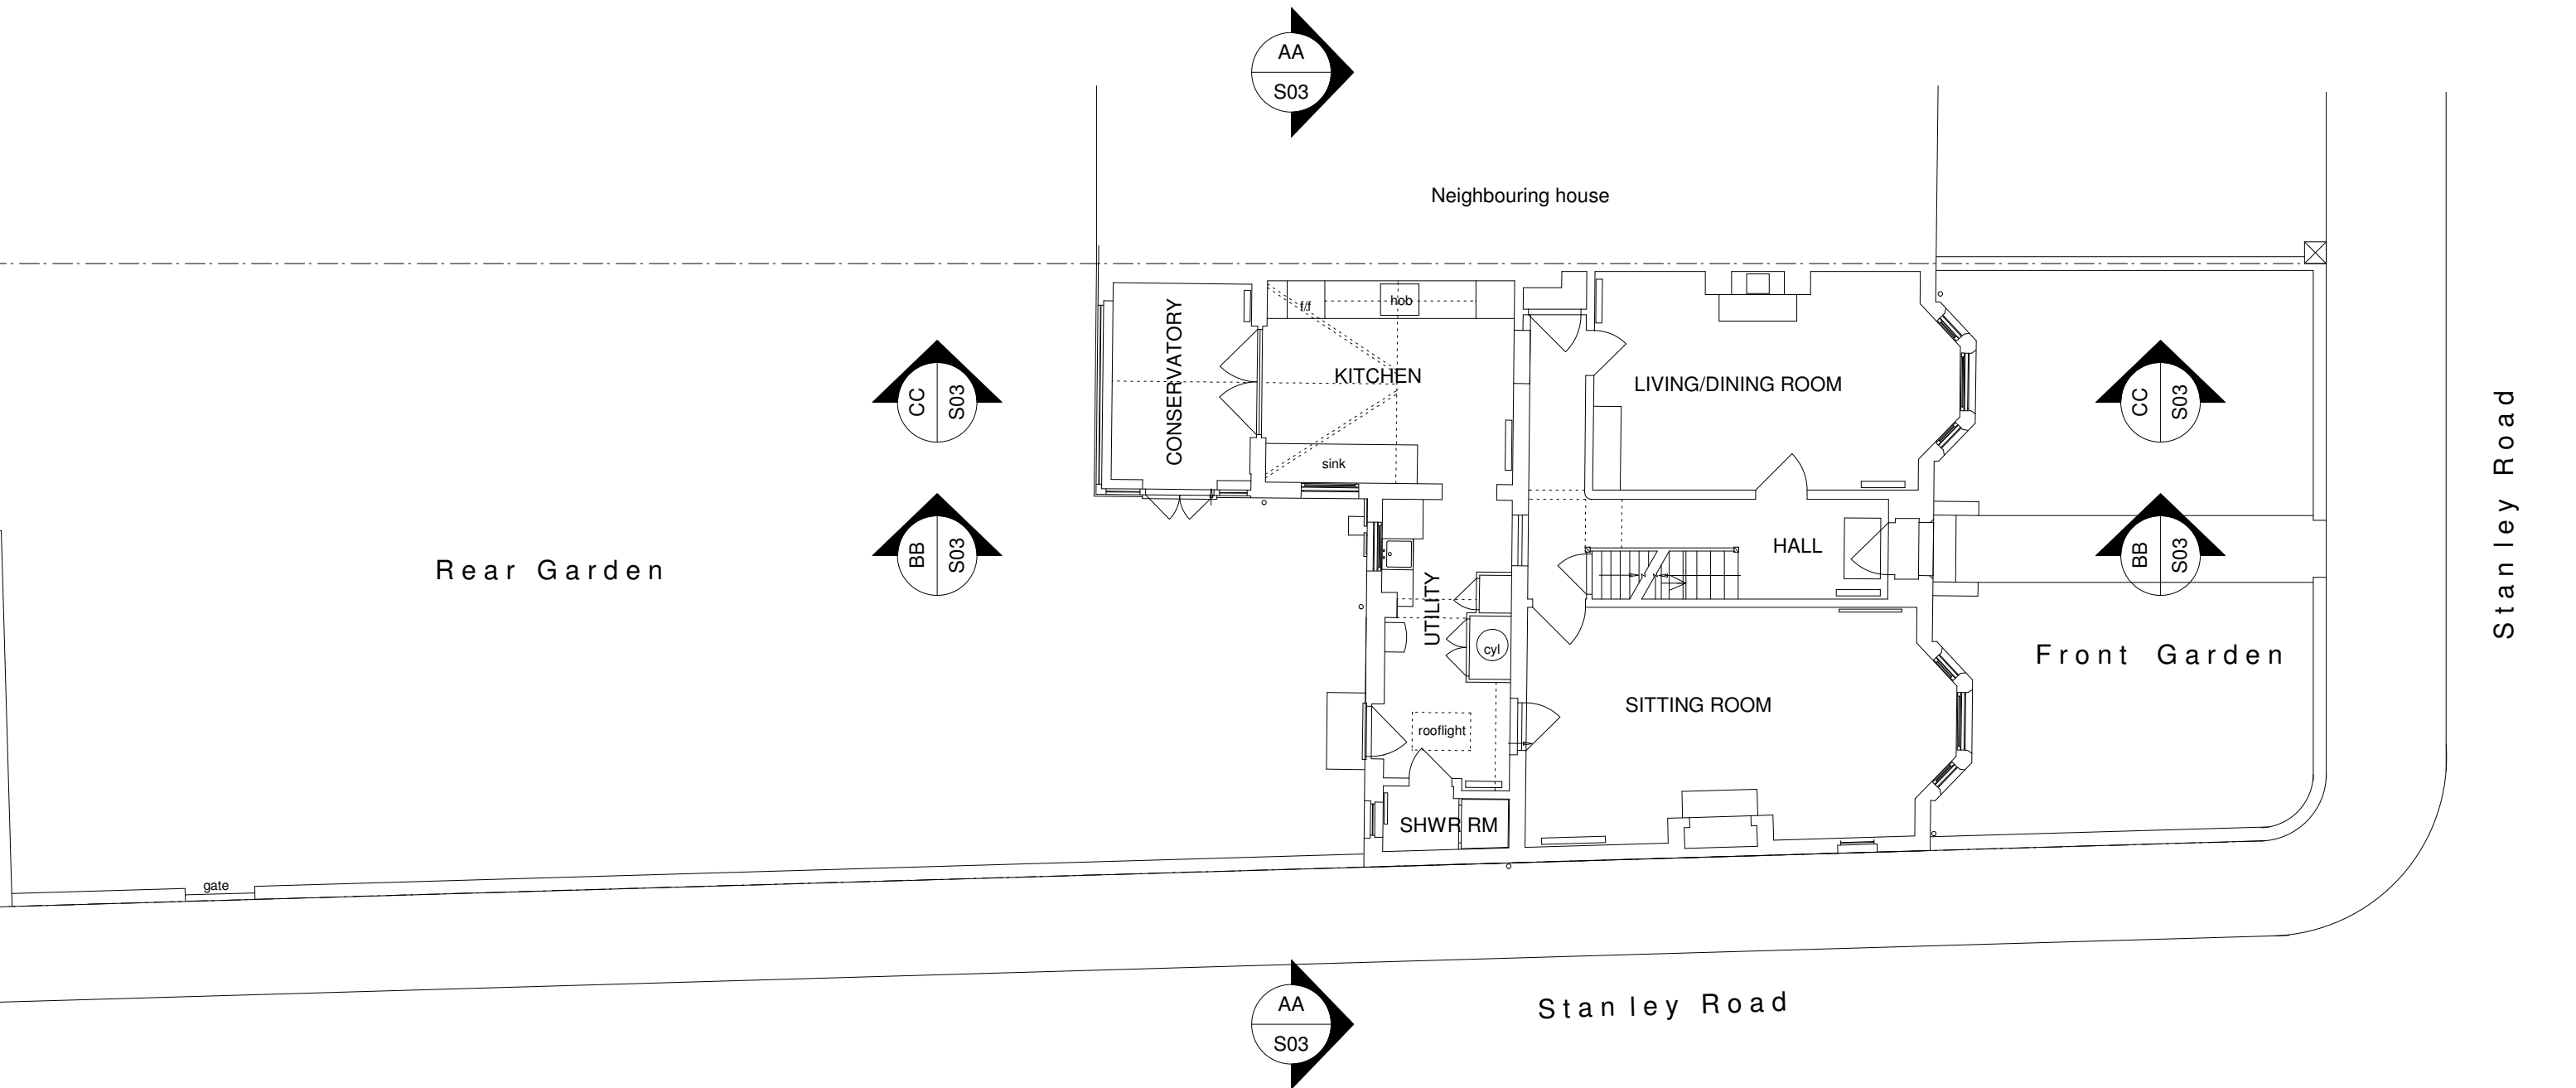 AA
S03
Neighbouring house
CONSERVATORY
f/f
hob
KITCHEN
sink
LIVING/DINING ROOM
CC
S03
CC
S03
Stanley Road
Rear Garden
BB
S03
UTILITY
HALL
BB
S03
cyl
Front Garden
SITTING ROOM
rooflight
SHWR RM
gate
Stanley Road
AA
S03